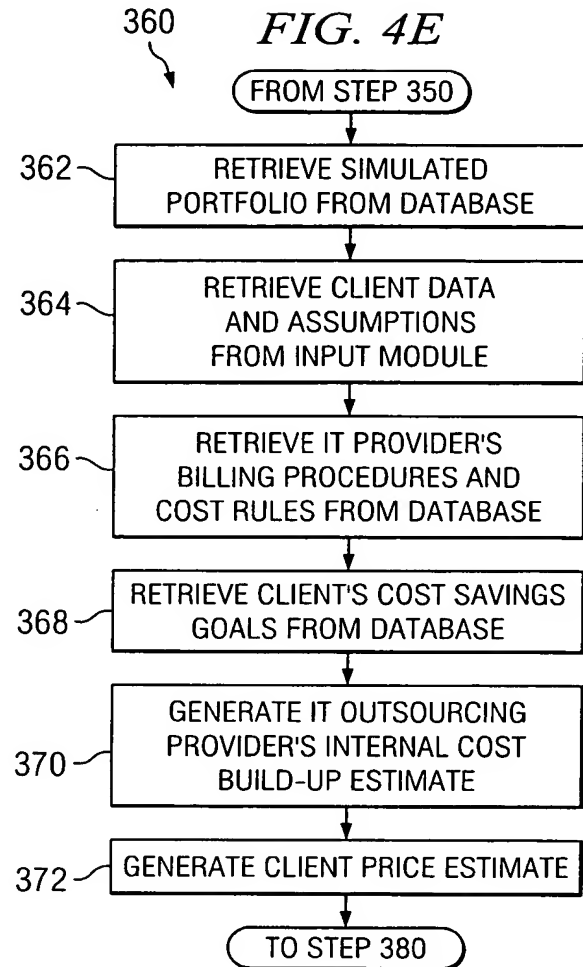 360
FIG. 4E
FROM STEP 350
362
RETRIEVE SIMULATED
PORTFOLIO FROM DATABASE
364
RETRIEVE CLIENT DATA
AND ASSUMPTIONS
FROM INPUT MODULE
366
RETRIEVE IT PROVIDER'S
BILLING PROCEDURES AND
COST RULES FROM DATABASE
368
RETRIEVE CLIENT'S COST SAVINGS
GOALS FROM DATABASE
370
GENERATE IT OUTSOURCING
PROVIDER'S INTERNAL COST
BUILD-UP ESTIMATE
372
GENERATE CLIENT PRICE ESTIMATE
TO STEP 380